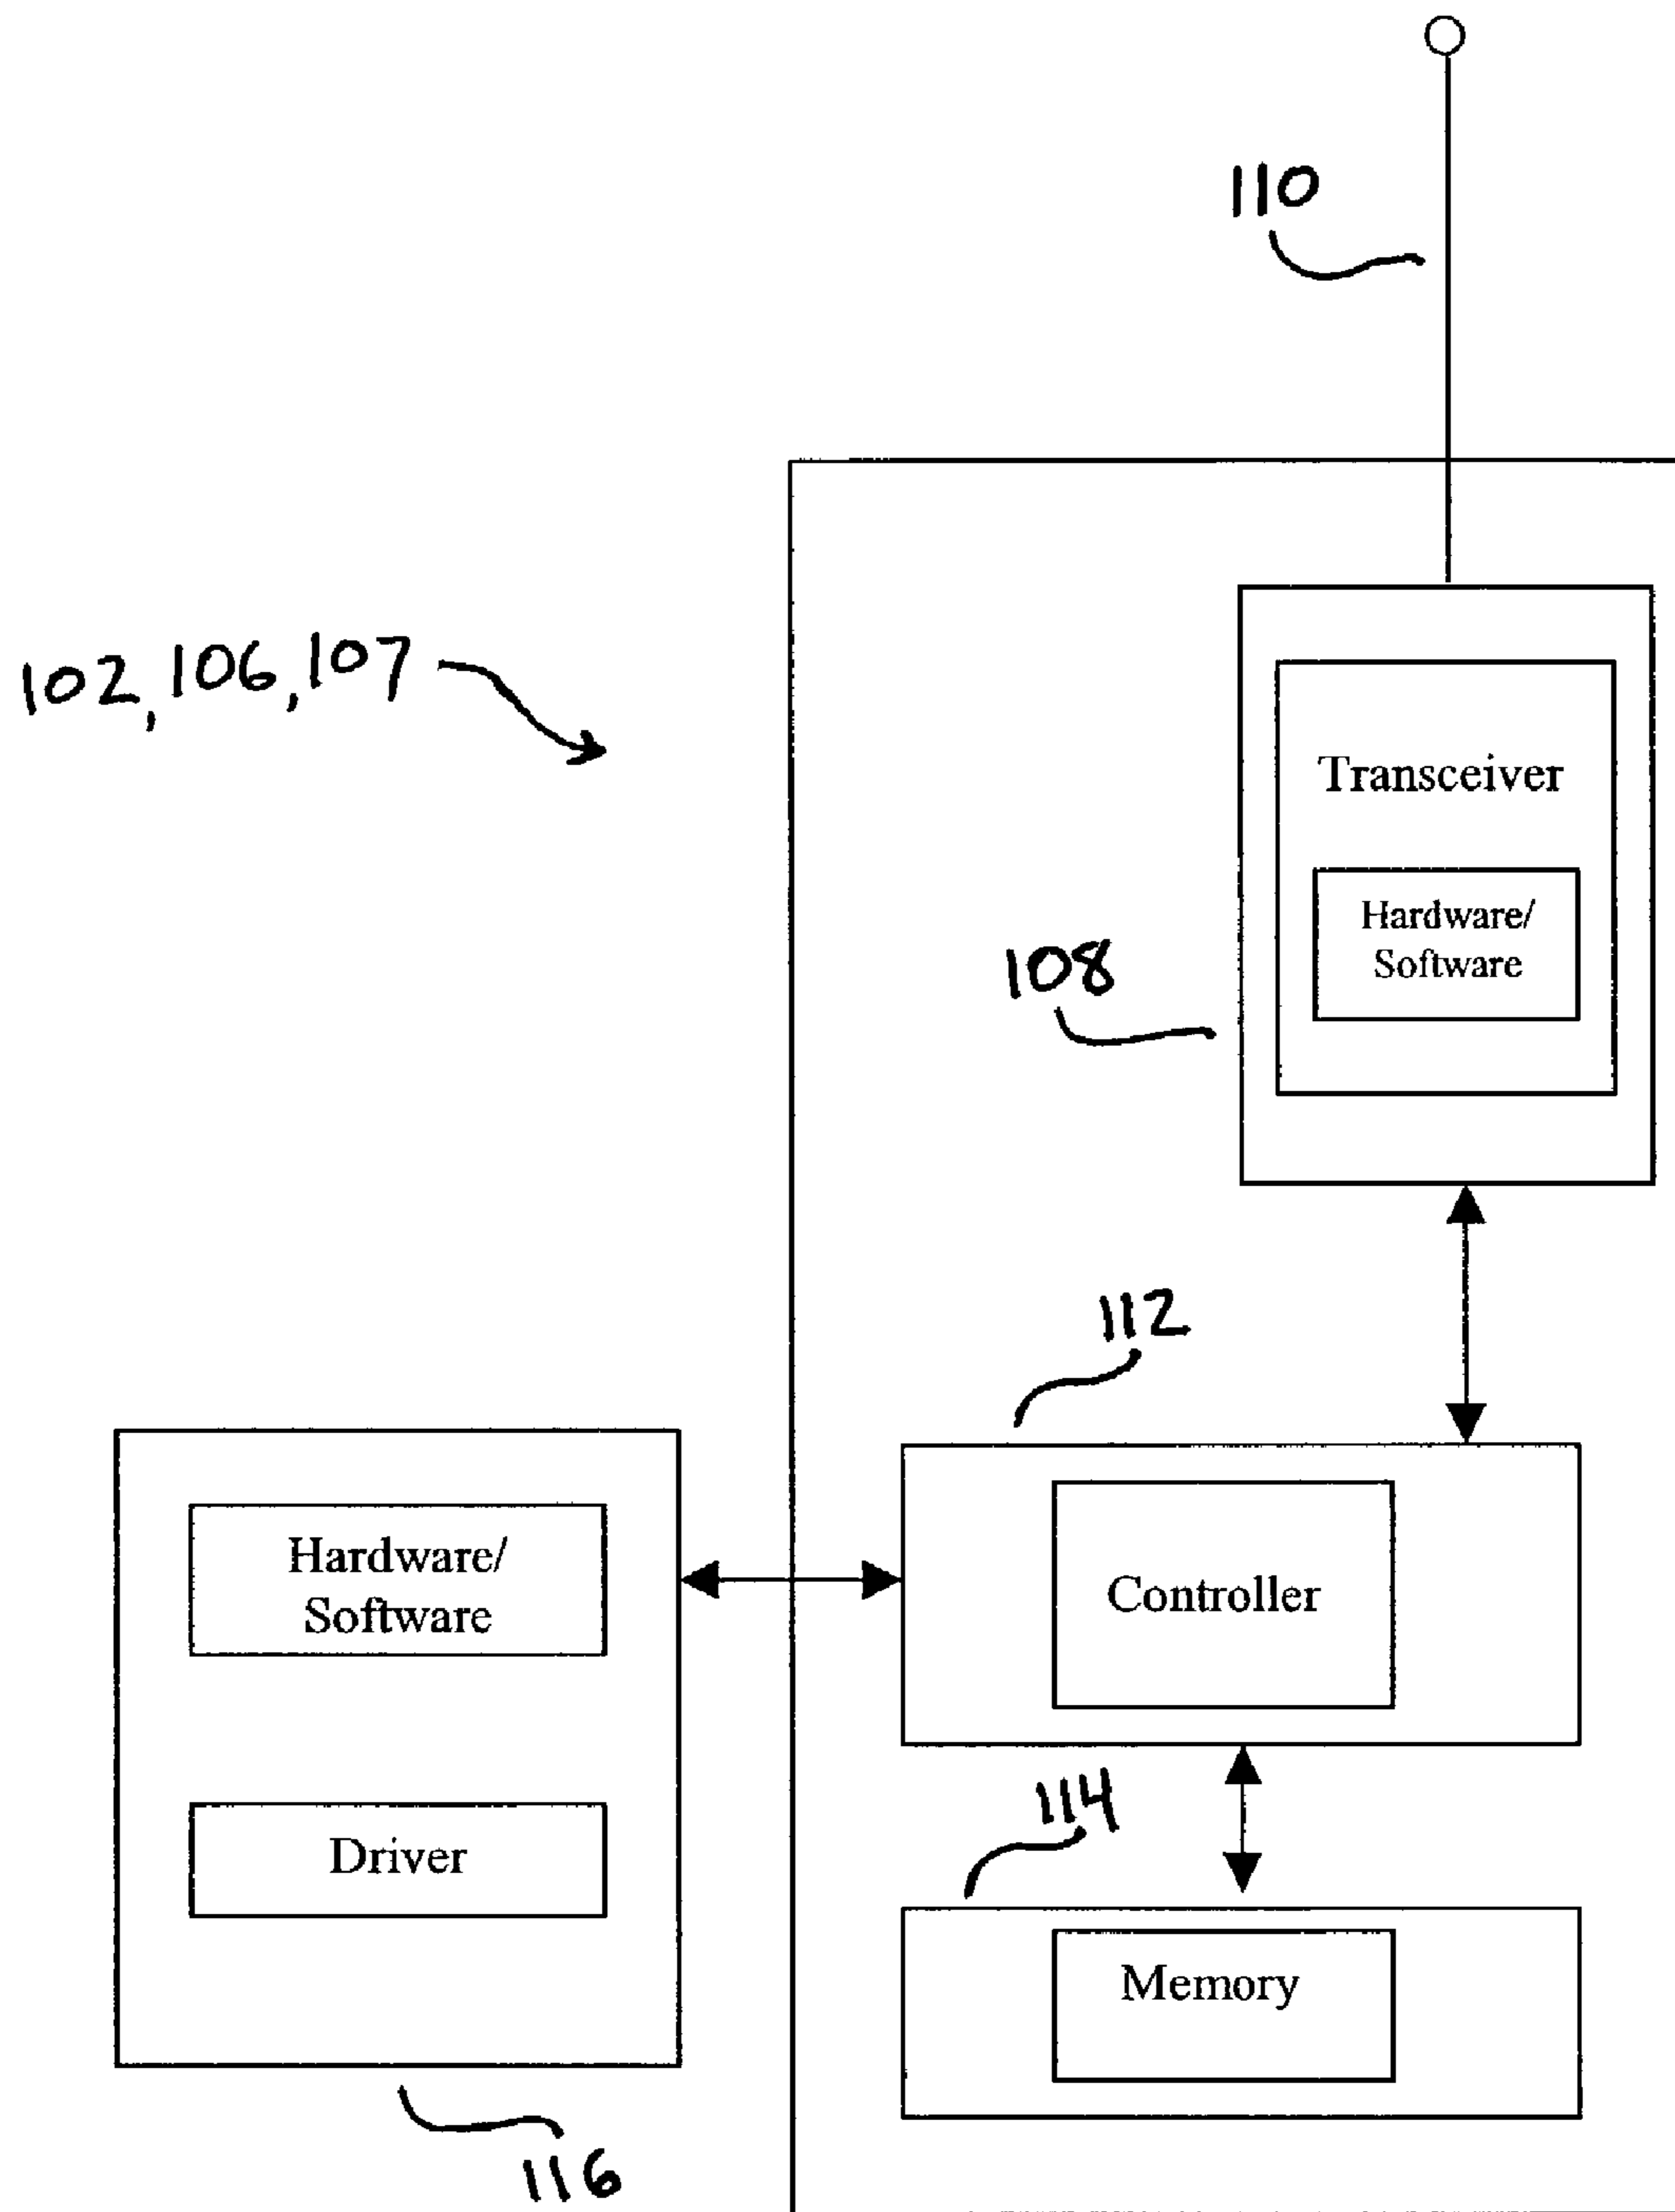 110
102, 106, 107
Transceiver
Hardware/
Software
108
112
Hardware/
Software
Controller
114
Driver
Memory
116